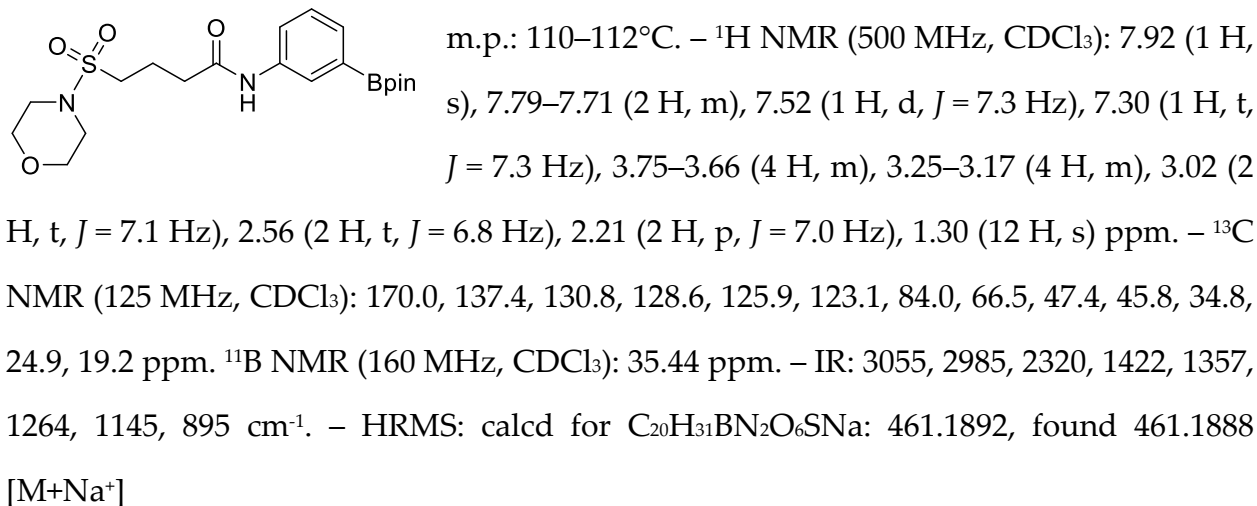 O O
S
O
N
H
Bpin
N
O
m.p.: 110–112°C. – ¹H NMR (500 MHz, CDCl₃): 7.92 (1 H,
s), 7.79–7.71 (2 H, m), 7.52 (1 H, d, J = 7.3 Hz), 7.30 (1 H, t,
J = 7.3 Hz), 3.75–3.66 (4 H, m), 3.25–3.17 (4 H, m), 3.02 (2
H, t, J = 7.1 Hz), 2.56 (2 H, t, J = 6.8 Hz), 2.21 (2 H, p, J = 7.0 Hz), 1.30 (12 H, s) ppm. – ¹³C
NMR (125 MHz, CDCl₃): 170.0, 137.4, 130.8, 128.6, 125.9, 123.1, 84.0, 66.5, 47.4, 45.8, 34.8,
24.9, 19.2 ppm. ¹¹B NMR (160 MHz, CDCl₃): 35.44 ppm. – IR: 3055, 2985, 2320, 1422, 1357,
1264, 1145, 895 cm⁻¹. – HRMS: calcd for C₂₀H₃₁BN₂O₆SNa: 461.1892, found 461.1888
[M+Na⁺]